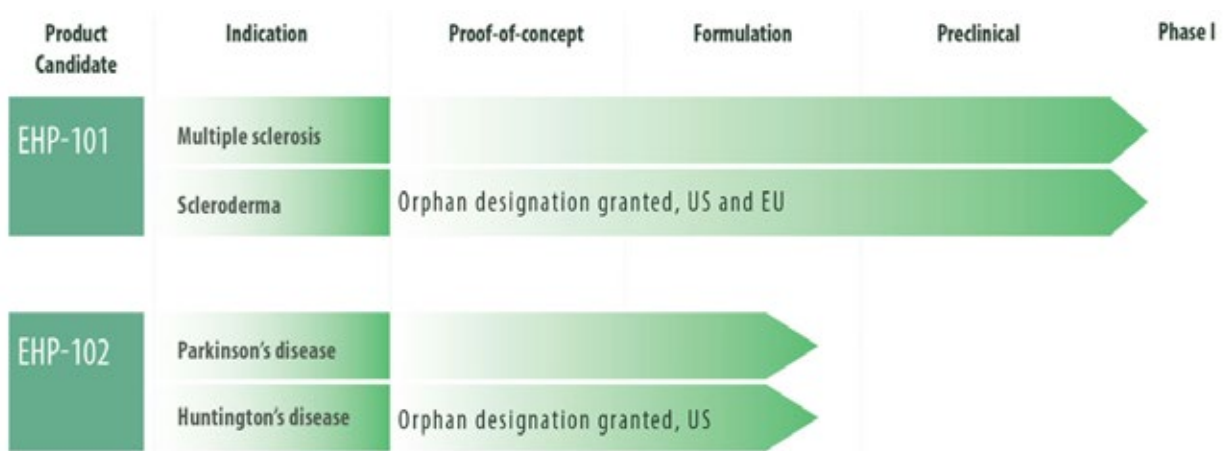 Product Candidate
Indication
Proof-of-concept
Formulation
Preclinical
Phase I
EHP-101
Multiple sclerosis
Scleroderma
Orphan designation granted, US and EU
EHP-102
Parkinson's disease
Huntington's disease
Orphan designation granted, US